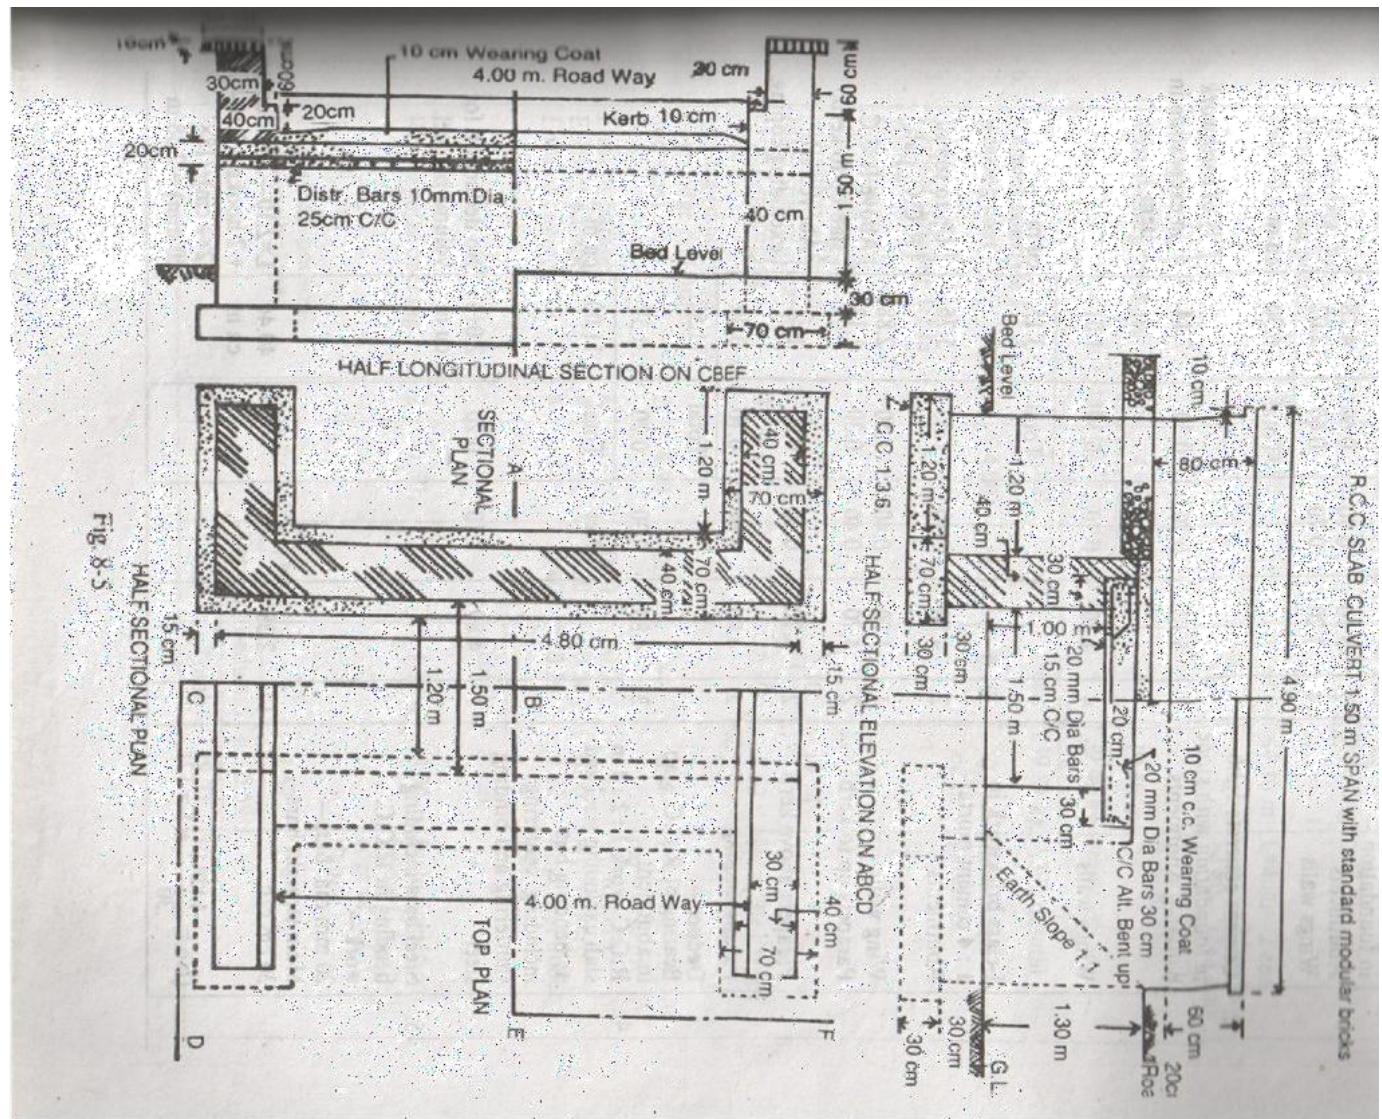 R.C.C SLAB CULVERT 1.50 m SPAN with standard modular bricks
10 cm Wearing Coat
4.00 m. Road Way
30cm
60cm
20cm
40cm
20cm
Distr. Bars 10mm Dia
25cm C/C
Kerb 10 cm
60 cm
1.50 m
40 cm
Bed Level
30 cm
70 cm
HALF LONGITUDINAL SECTION ON CBEF
SECTIONAL
PLAN
A
1.20 m
40 cm
70 cm
70 cm
40 cm
4.80 cm
15 cm
15 cm
1.50 m
1.20 m
HALF SECTIONAL PLAN
Fig. 8-5
B
C
D
E
F
4.00 m. Road Way
30 cm
40 cm
70 cm
TOP PLAN
HALF SECTIONAL ELEVATION ON ABCD
Bed Level
10 cm
4.90 m
80 cm
C.C. 1.3.6.
1.20 m
70 cm
1.20 m
40 cm
30 cm
30 cm
30 cm
1.00 m
20 mm Dia Bars
15 cm C/C
1.50 m
20 cm
30 cm
10 cm c.c. Wearing Coat
20 mm Dia Bars 30 cm
C/C Alt. Bent up
Earth Slope 1.1
60 cm
1.30 m
G.L.
30 cm
30 cm